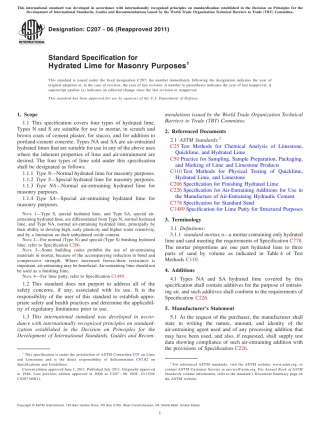 This international standard was developed in accordance with internationally recognized principles on standardization established in the Decision on Principles for the
Development of International Standards, Guides and Recommendations issued by the World Trade Organization Technical Barriers to Trade (TBT) Committee.
Designation: C207 − 06 (Reapproved 2011)
Standard Specification for
Hydrated Lime for Masonry Purposes1
This standard is issued under the fixed designation C207; the number immediately following the designation indicates the year of
original adoption or, in the case of revision, the year of last revision. A number in parentheses indicates the year of last reapproval. A
superscript epsilon (ε) indicates an editorial change since the last revision or reapproval.
This standard has been approved for use by agencies of the U.S. Department of Defense.
1. Scope
1.1 This specification covers four types of hydrated lime.
Types N and S are suitable for use in mortar, in scratch and
brown coats of cement plaster, for stucco, and for addition to
portland-cement concrete. Types NA and SA are air-entrained
hydrated limes that are suitable for use in any of the above uses
where the inherent properties of lime and air-entrainment are
desired. The four types of lime sold under this specification
shall be designated as follows:
1.1.1 Type N—Normal hydrated lime for masonry purposes.
1.1.2 Type S—Special hydrated lime for masonry purposes.
1.1.3 Type NA—Normal air-entraining hydrated lime for
masonry purposes.
1.1.4 Type SA—Special air-entraining hydrated lime for
masonry purposes.
NOTE 1—Type S, special hydrated lime, and Type SA, special air-
entraining hydrated lime, are differentiated from Type N, normal hydrated
lime, and Type NA, normal air-entraining hydrated lime, principally by
their ability to develop high, early plasticity and higher water retentivity,
and by a limitation on their unhydrated oxide content.
NOTE 2—For normal (Type N) and special (Type S) finishing hydrated
lime, refer to Specification C206.
NOTE 3—Some building codes prohibit the use of air-entraining
materials in mortar, because of the accompanying reduction in bond and
compressive strength. Where increased freeze-thaw resistance is
important, air-entraining may be beneficial. Air entraining lime should not
be used as a finishing lime.
NOTE 4—For lime putty, refer to Specification C1489.
1.2 This standard does not purport to address all of the
safety concerns, if any, associated with its use. It is the
responsibility of the user of this standard to establish appro-
priate safety and health practices and determine the applicabil-
ity of regulatory limitations prior to use.
1.3 This international standard was developed in accor-
dance with internationally recognized principles on standard-
ization established in the Decision on Principles for the
Development of International Standards, Guides and Recom-
mendations issued by the World Trade Organization Technical
Barriers to Trade (TBT) Committee.
2. Referenced Documents
2.1 ASTM Standards:2
C25 Test Methods for Chemical Analysis of Limestone,
Quicklime, and Hydrated Lime
C50 Practice for Sampling, Sample Preparation, Packaging,
and Marking of Lime and Limestone Products
C110 Test Methods for Physical Testing of Quicklime,
Hydrated Lime, and Limestone
C206 Specification for Finishing Hydrated Lime
C226 Specification for Air-Entraining Additions for Use in
the Manufacture of Air-Entraining Hydraulic Cement
C778 Specification for Standard Sand
C1489 Specification for Lime Putty for Structural Purposes
3. Terminology
3.1 Definitions:
3.1.1 standard mortar, n—a mortar containing only hydrated
lime and sand meeting the requirements of Specification C778.
The mortar proportions are one part hydrated lime to three
parts of sand by volume as indicated in Table 4 of Test
Methods C110.
4. Additions
4.1 Types NA and SA hydrated lime covered by this
specification shall contain additives for the purpose of entrain-
ing air, and such additives shall conform to the requirements of
Specification C226.
5. Manufacturer's Statement
5.1 At the request of the purchaser, the manufacturer shall
state in writing the nature, amount, and identity of the
air-entraining agent used and of any processing addition that
may have been used, and also, if requested, shall supply test
data showing compliance of such air-entraining addition with
the provisions of Specification C226.
1 This specification is under the jurisdiction of ASTM Committee C07 on Lime
and Limestone and is the direct responsibility of Subcommittee C07.02 on
Specifications and Guidelines.
Current edition approved June 1, 2011. Published July 2011. Originally approved
in 1946. Last previous edition approved in 2006 as C207 – 06. DOI: 10.1520/
C0207-06R11.
2 For referenced ASTM standards, visit the ASTM website, www.astm.org, or
contact ASTM Customer Service at service@astm.org. For Annual Book of ASTM
Standards volume information, refer to the standard's Document Summary page on
the ASTM website.
Copyright © ASTM International, 100 Barr Harbor Drive, PO Box C700, West Conshohocken, PA 19428-2959. United States
1